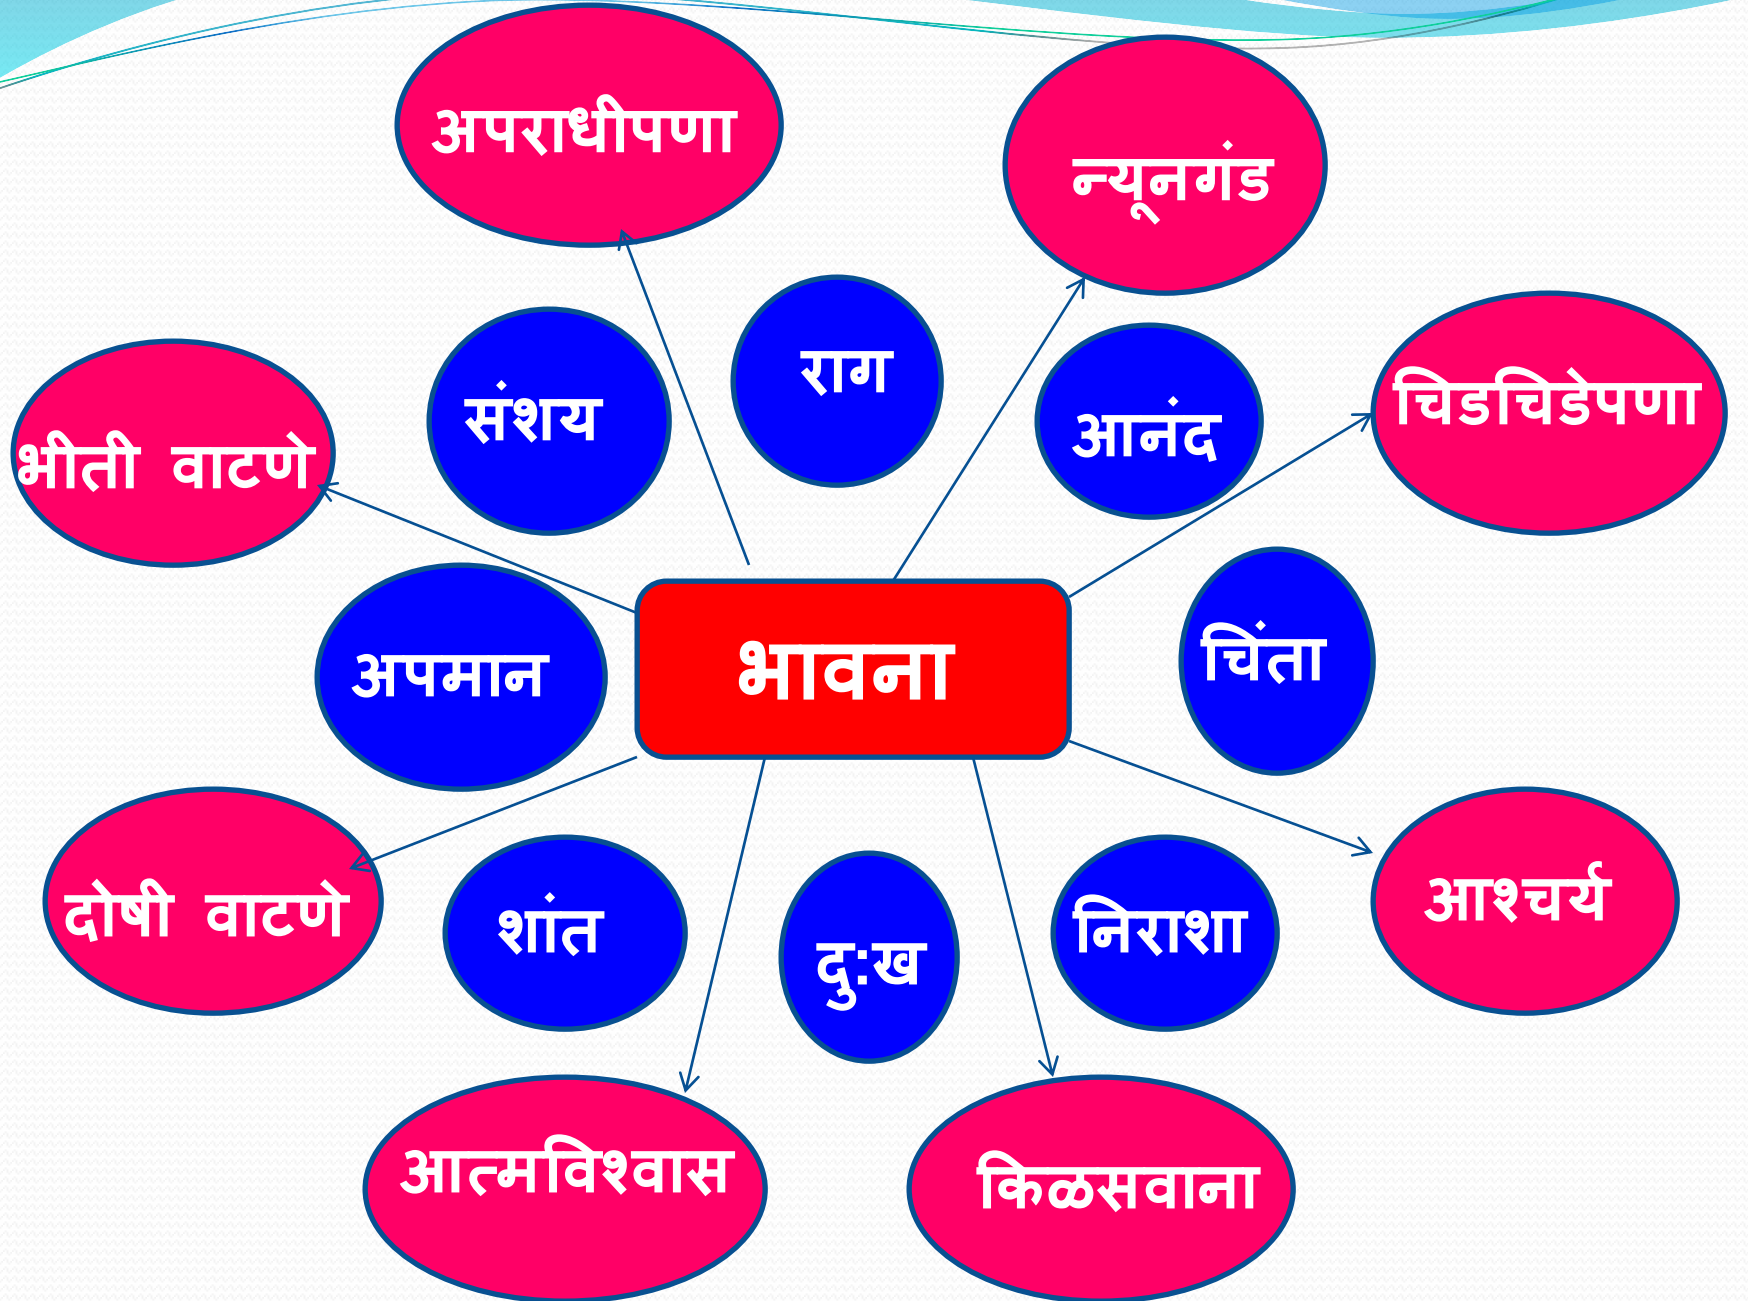 अपराधीपणा
न्यूनगंड
राग
संशय
आनंद
चिडचिडेपणा
भीती वाटणे
अपमान
भावना
चिंता
दोषी वाटणे
शांत
दु:ख
निराशा
आश्चर्य
आत्मविश्वास
किळसवाना